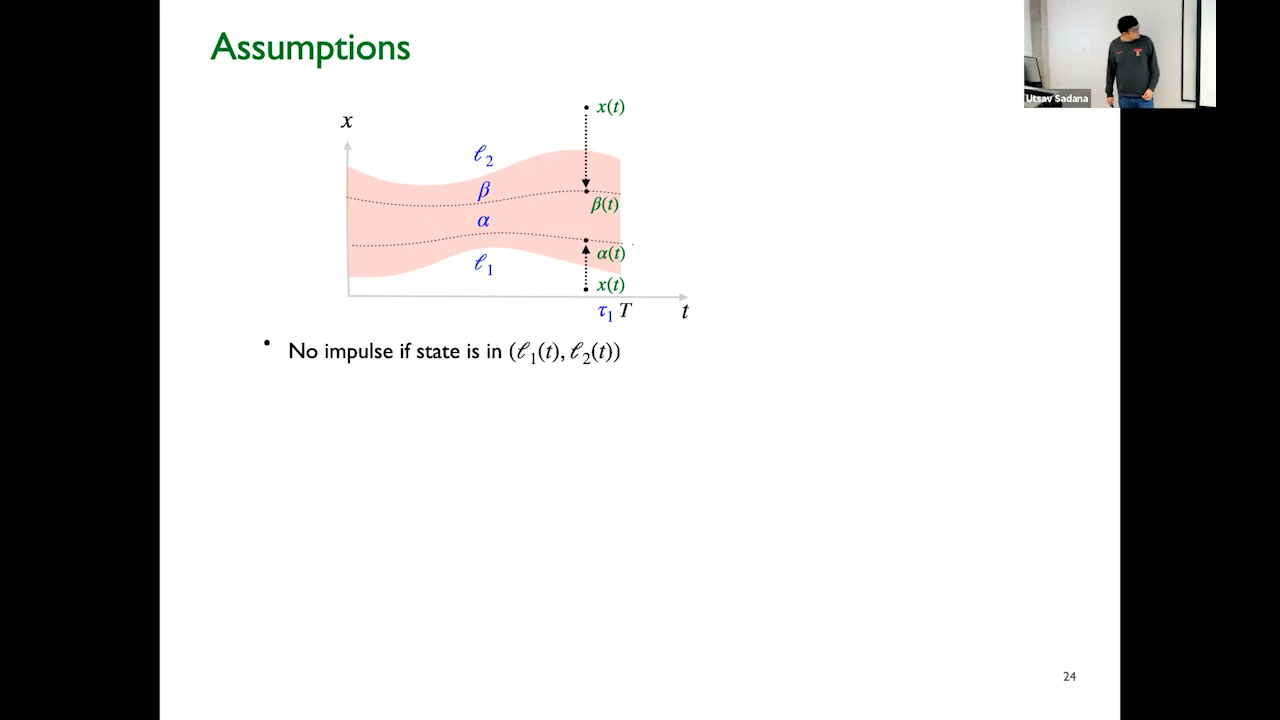 Assumptions
Utsav Sadana
x(t)
x
ℓ₂
β
β(t)
α
α(t)
ℓ₁
x(t)
τ₁ T
t
• No impulse if state is in (ℓ₁(t), ℓ₂(t))
24